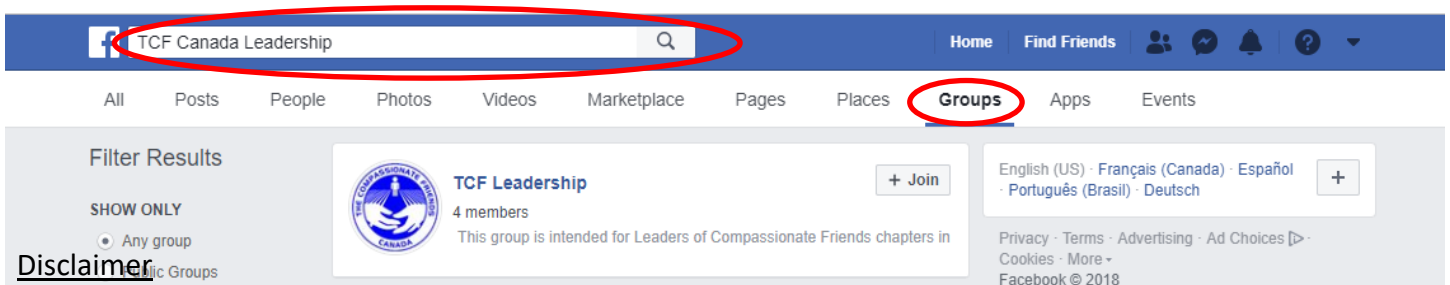 TCF Canada Leadership
Home Find Friends
All Posts People Photos Videos Marketplace Pages Places Groups Apps Events
Filter Results
SHOW ONLY
Any group
Public Groups
Disclaimer
THE COMPASSIONATE FRIENDS
CANADA
TCF Leadership
4 members
This group is intended for Leaders of Compassionate Friends chapters in
+ Join
English (US) · Français (Canada) · Español
· Português (Brasil) · Deutsch
+
Privacy · Terms · Advertising · Ad Choices ·
Cookies · More
Facebook © 2018